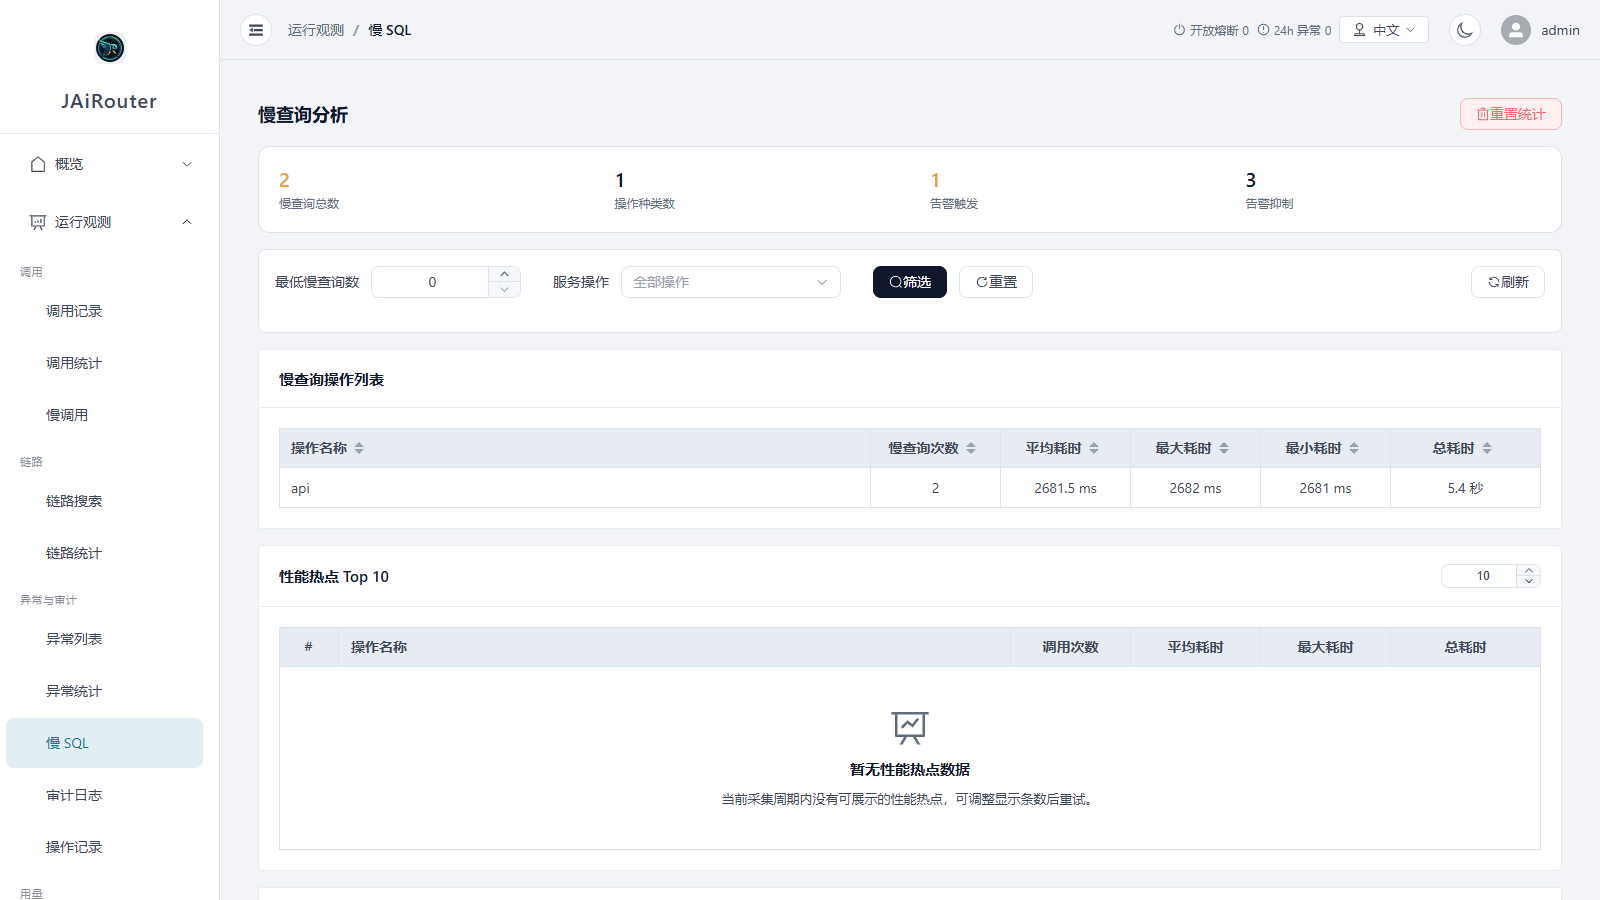 JAiRouter
概览
运行观测
调用
调用记录
调用统计
慢调用
链路
链路搜索
链路统计
异常与审计
异常列表
异常统计
慢 SQL
审计日志
操作记录
用量
运行观测 / 慢 SQL
开放熔断 0 24h 异常 0 中文 admin
慢查询分析
重置统计
2 1 1 3
慢查询总数 操作种类数 告警触发 告警抑制
最低慢查询数 0 服务操作 全部操作 筛选 重置 刷新
慢查询操作列表
操作名称 慢查询次数 平均耗时 最大耗时 最小耗时 总耗时
api 2 2681.5 ms 2682 ms 2681 ms 5.4 秒
性能热点 Top 10 10
# 操作名称 调用次数 平均耗时 最大耗时 总耗时
暂无性能热点数据
当前采集周期内没有可展示的性能热点，可调整显示条数后重试。